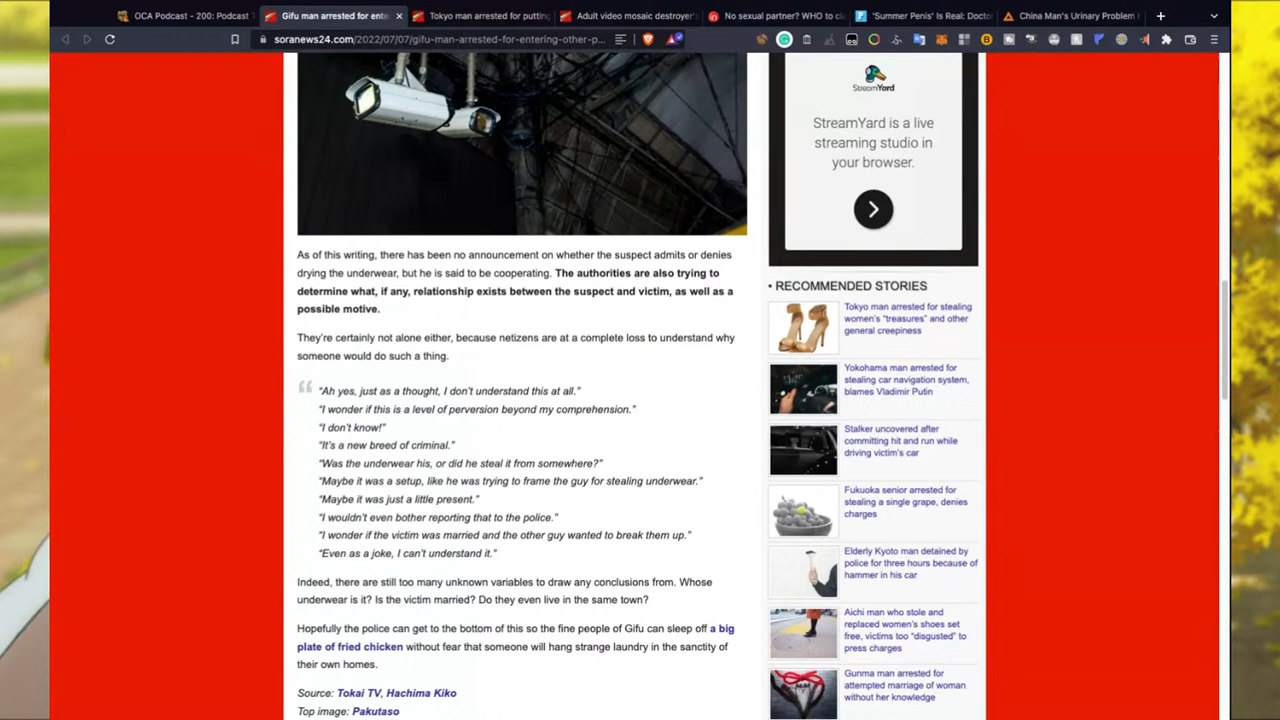 OCA Podcast - 200: Podcast
Gifu man arrested for ente
Tokyo man arrested for putting
Adult video mosaic destroyer's
No sexual partner? WHO to cla
'Summer Penis' Is Real: Docto
China Man's Urinary Problem
soranews24.com/2022/07/07/gifu-man-arrested-for-entering-other-p...
StreamYard
StreamYard is a live
streaming studio in
your browser.
As of this writing, there has been no announcement on whether the suspect admits or denies
drying the underwear, but he is said to be cooperating. The authorities are also trying to
determine what, if any, relationship exists between the suspect and victim, as well as a
possible motive.
They're certainly not alone either, because netizens are at a complete loss to understand why
someone would do such a thing.
"Ah yes, just as a thought, I don't understand this at all."
"I wonder if this is a level of perversion beyond my comprehension."
"I don't know!"
"It's a new breed of criminal."
"Was the underwear his, or did he steal it from somewhere?"
"Maybe it was a setup, like he was trying to frame the guy for stealing underwear."
"Maybe it was just a little present."
"I wouldn't even bother reporting that to the police."
"I wonder if the victim was married and the other guy wanted to break them up."
"Even as a joke, I can't understand it."
Indeed, there are still too many unknown variables to draw any conclusions from. Whose
underwear is it? Is the victim married? Do they even live in the same town?
Hopefully the police can get to the bottom of this so the fine people of Gifu can sleep off a big
plate of fried chicken without fear that someone will hang strange laundry in the sanctity of
their own homes.
Source: Tokai TV, Hachima Kiko
Top image: Pakutaso
• RECOMMENDED STORIES
Tokyo man arrested for stealing
women's "treasures" and other
general creepiness
Yokohama man arrested for
stealing car navigation system,
blames Vladimir Putin
Stalker uncovered after
committing hit and run while
driving victim's car
Fukuoka senior arrested for
stealing a single grape, denies
charges
Elderly Kyoto man detained by
police for three hours because of
hammer in his car
Aichi man who stole and
replaced women's shoes set
free, victims too "disgusted" to
press charges
Gunma man arrested for
attempted marriage of woman
without her knowledge